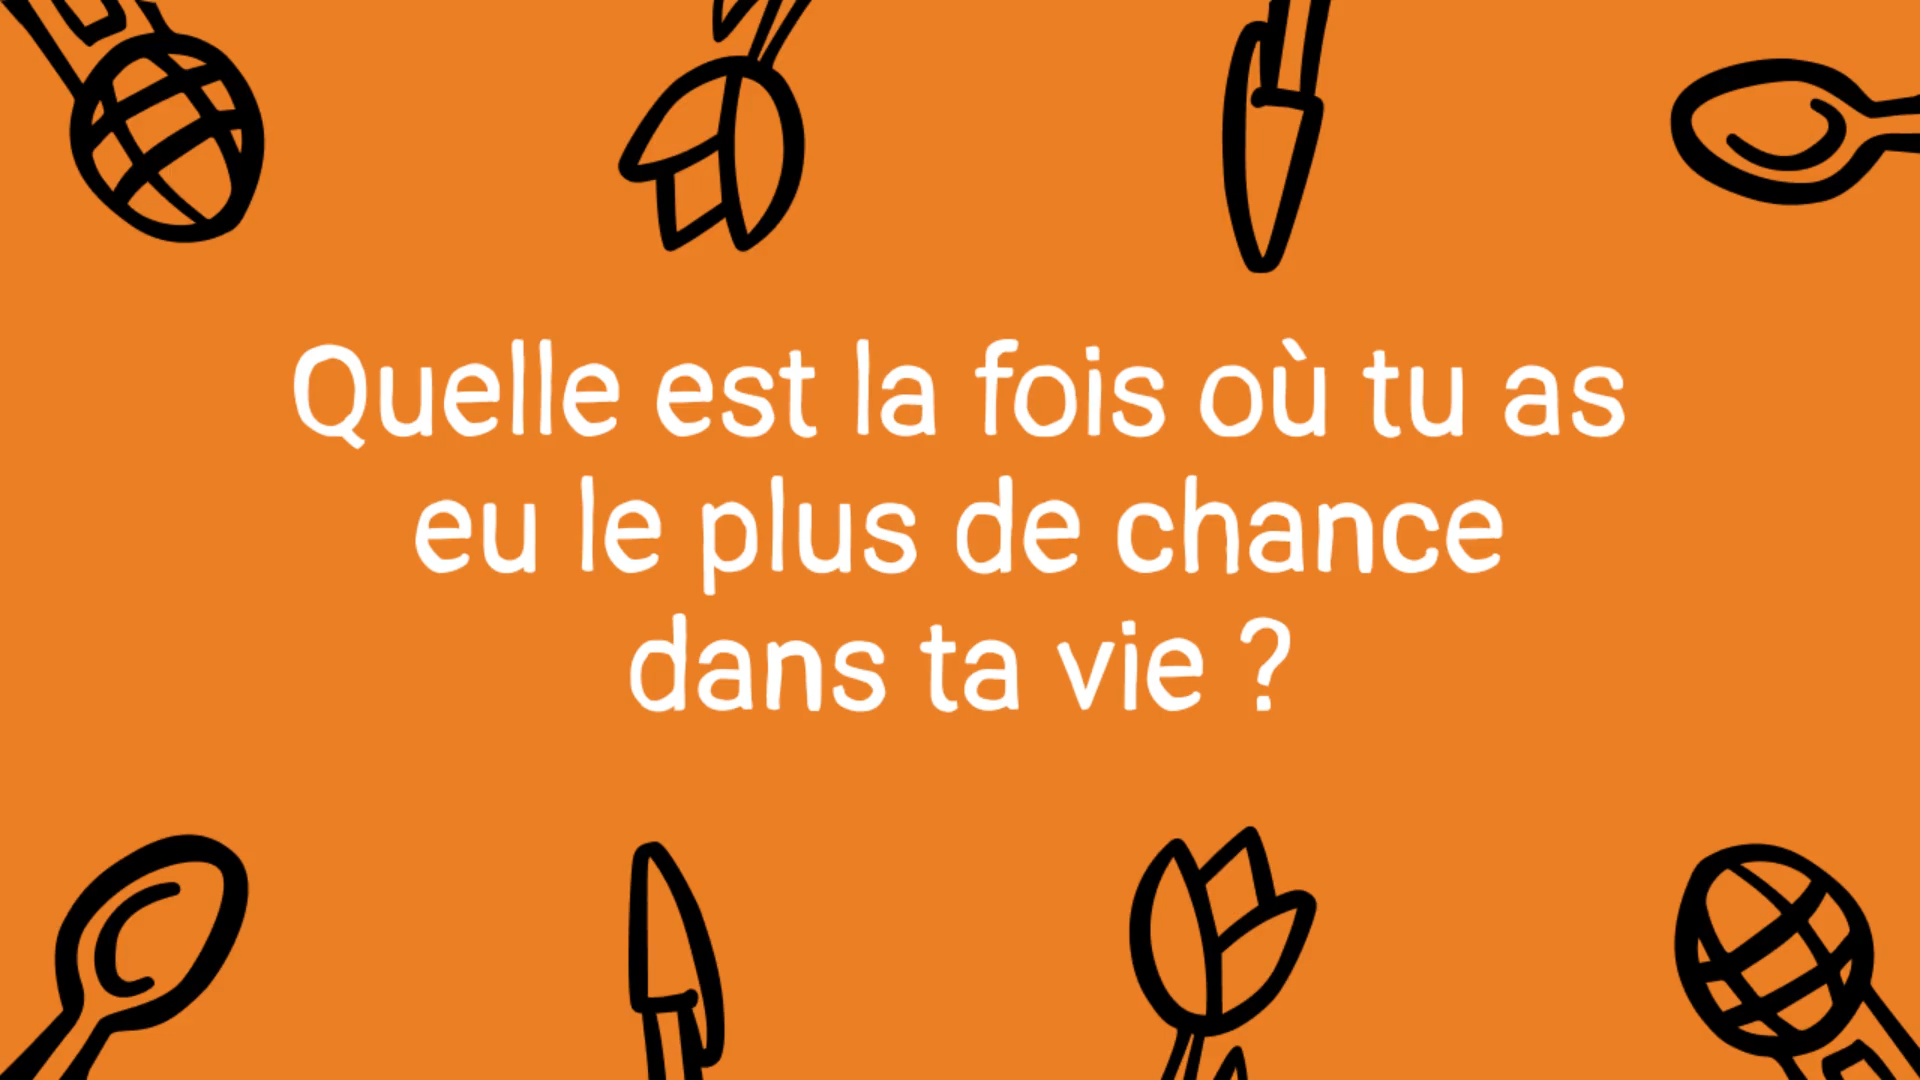 Quelle est la fois où tu as
eu le plus de chance
dans ta vie ?